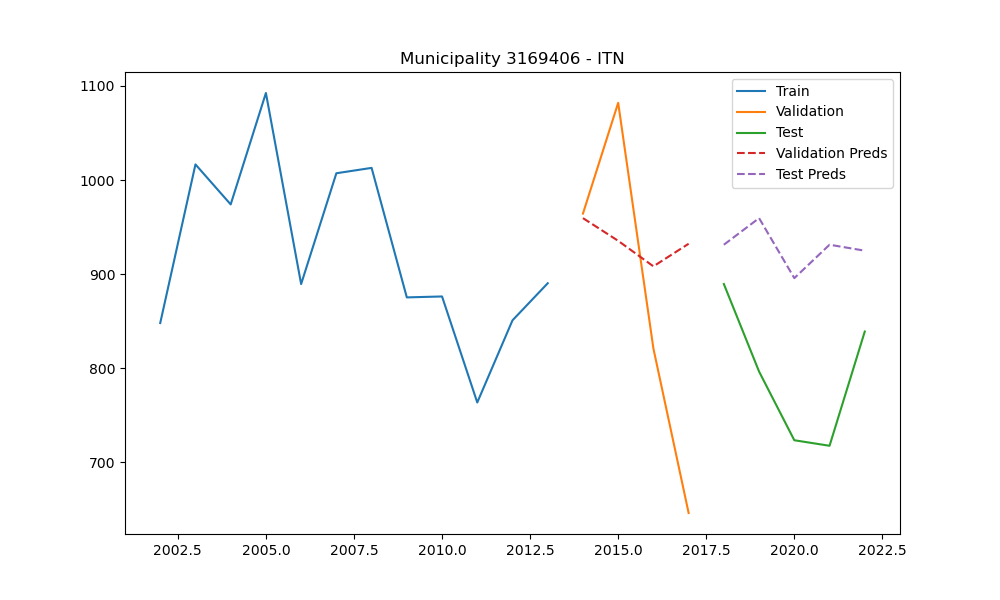 Municipality 3169406 - ITN
1100
1000
900
800
700
Train
Validation
Test
Validation Preds
Test Preds
2002.5 2005.0 2007.5 2010.0 2012.5 2015.0 2017.5 2020.0 2022.5